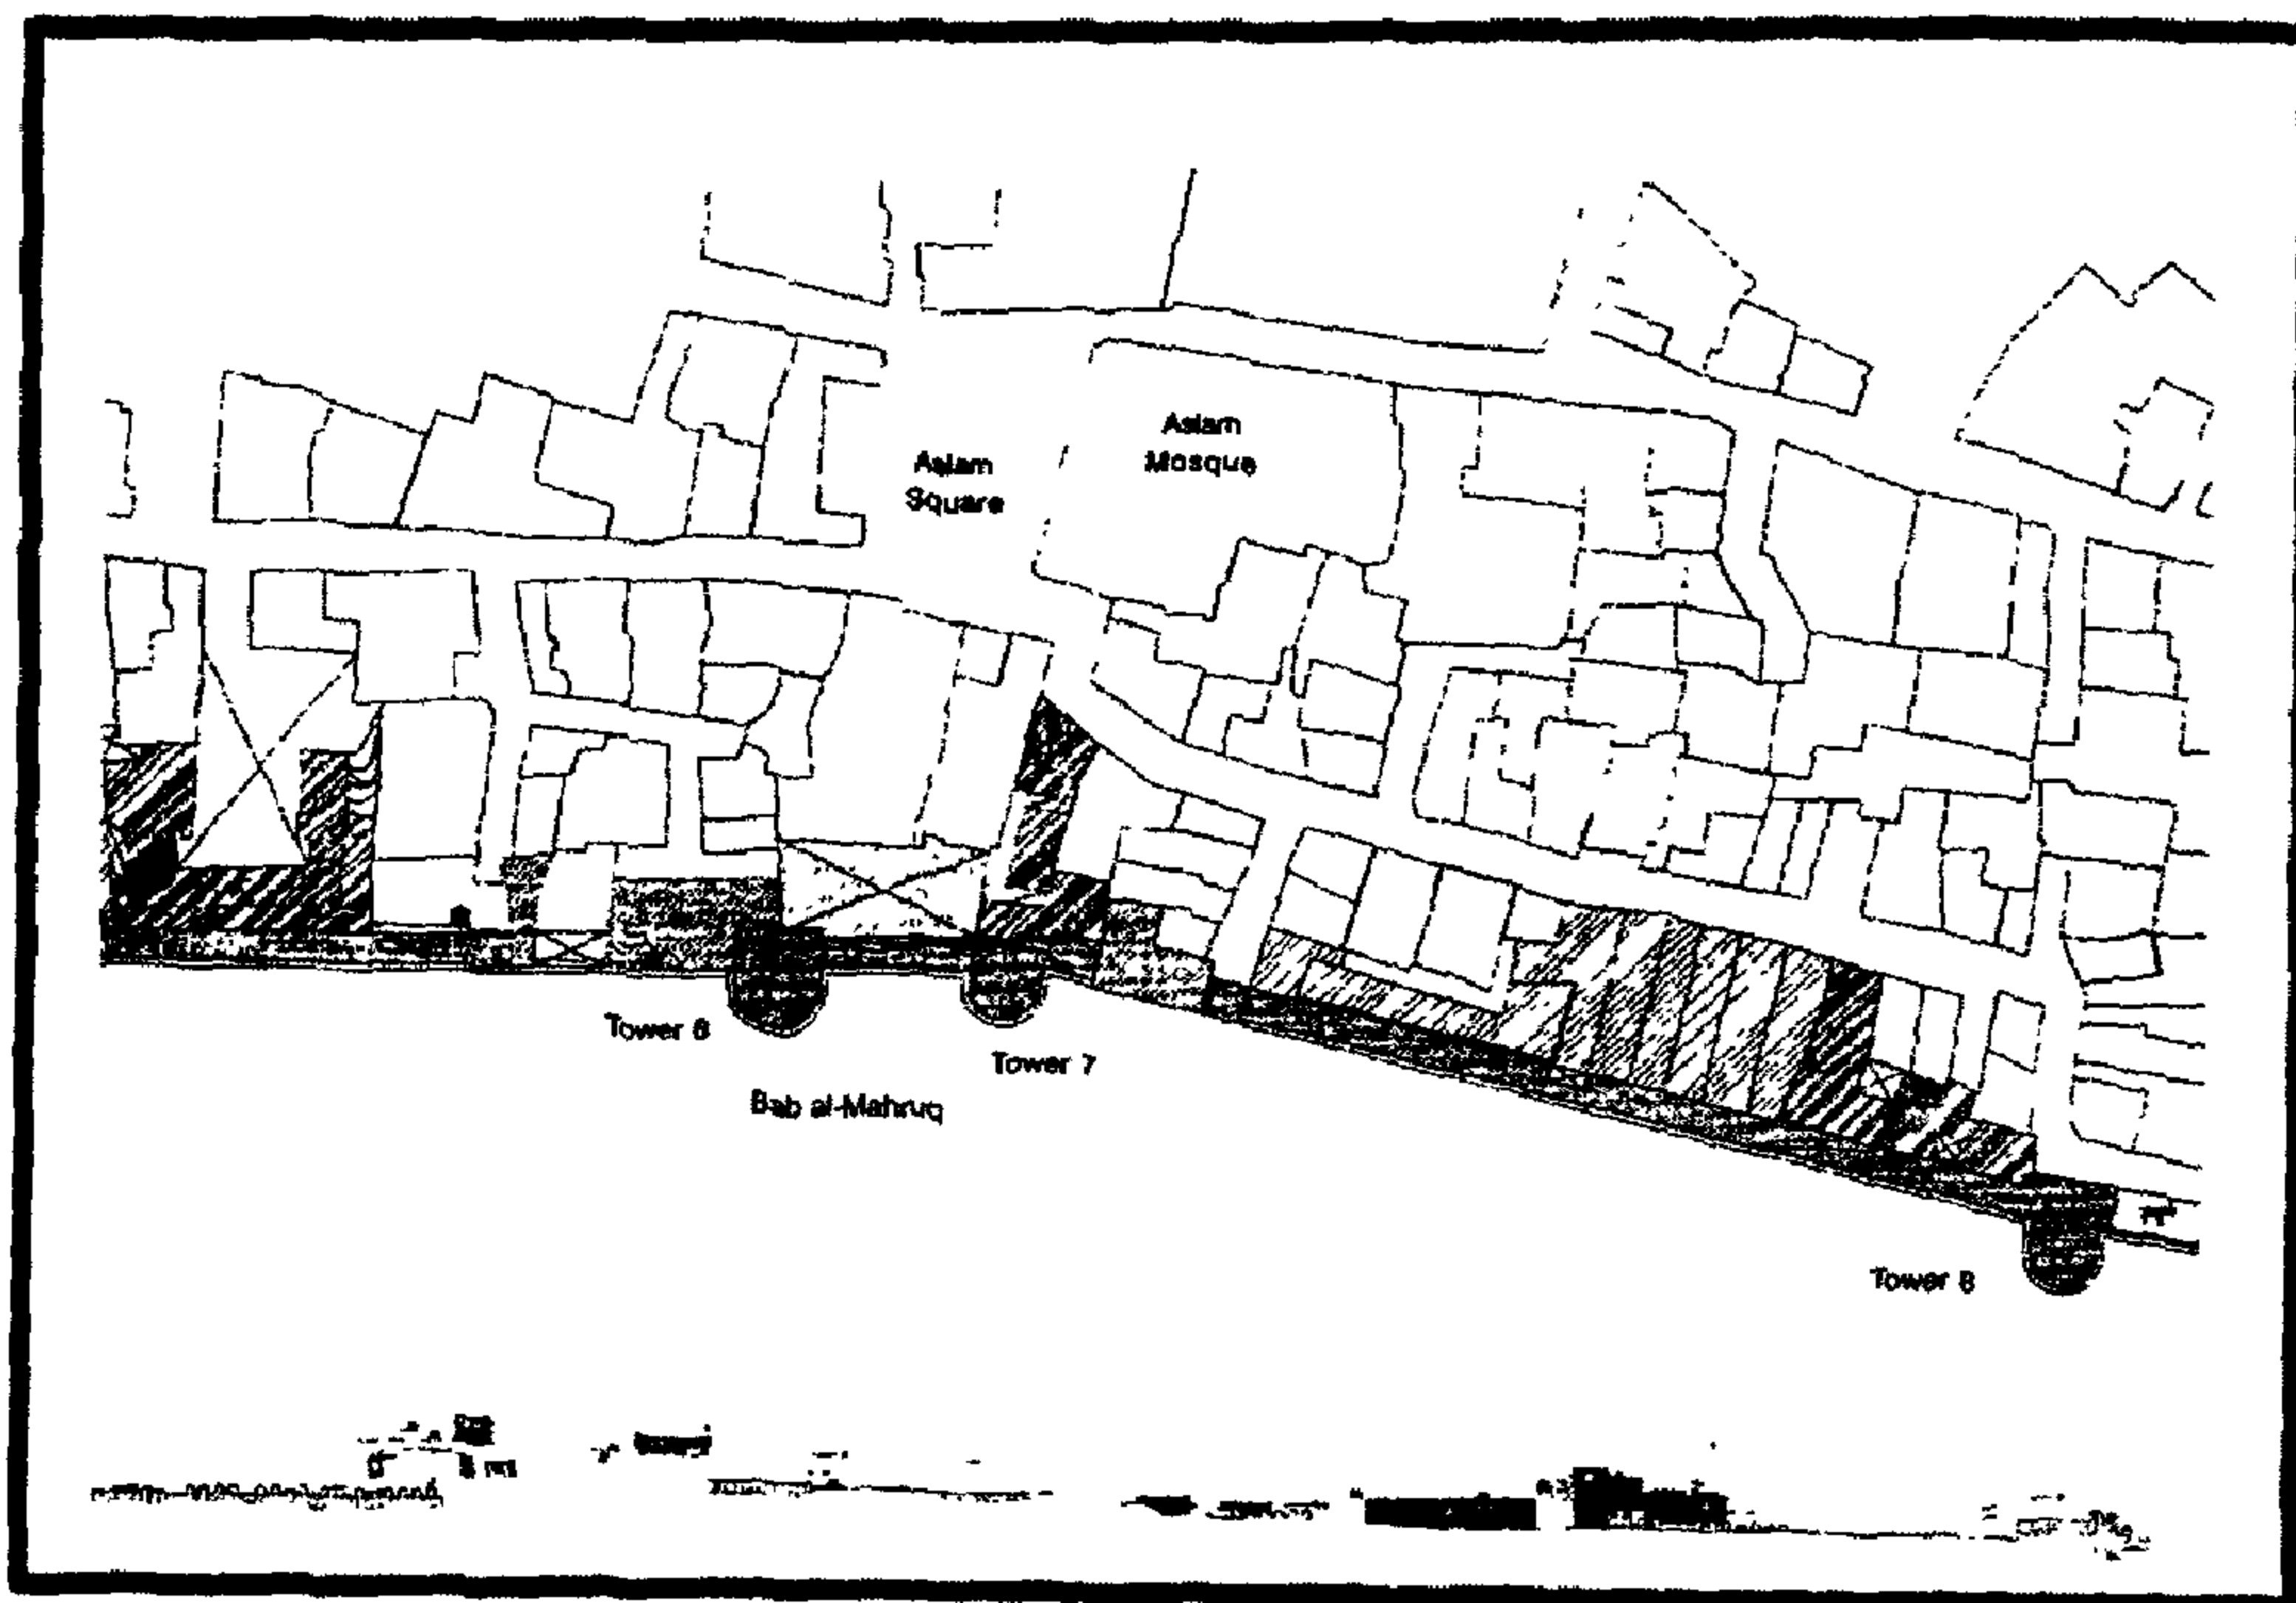 Aslam
Mosque
Aslam
Square
Tower 6
Tower 7
Bab al-Mahruq
Tower 8